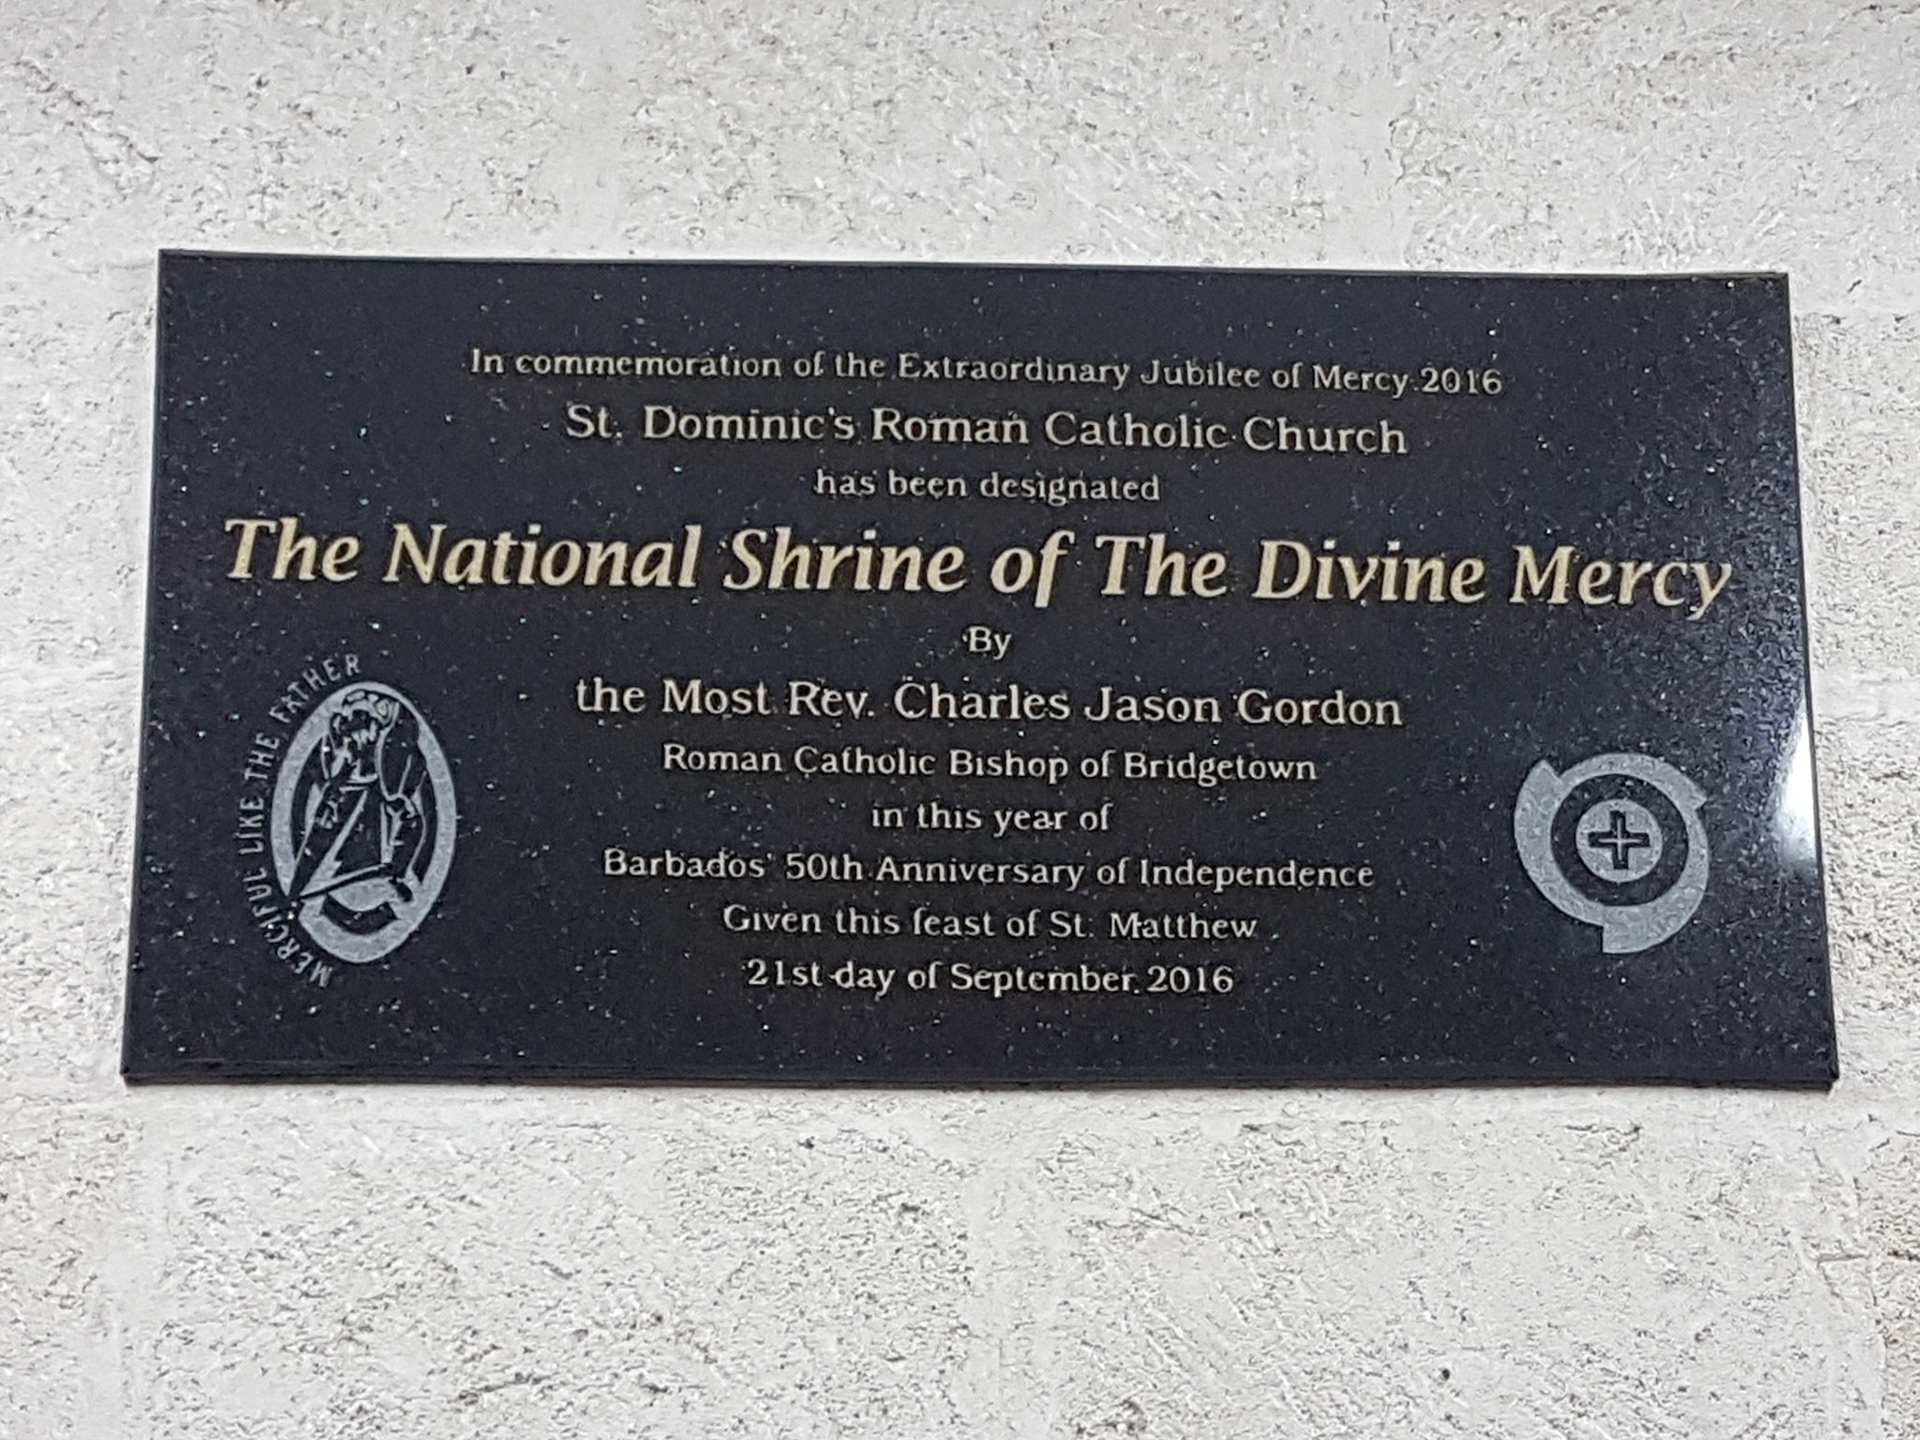 In commemoration of the Extraordinary Jubilee of Mercy 2016
St. Dominic's Roman Catholic Church
has been designated
The National Shrine of The Divine Mercy
By
the Most Rev. Charles Jason Gordon
Roman Catholic Bishop of Bridgetown
in this year of
Barbados' 50th Anniversary of Independence
Given this feast of St. Matthew
21st day of September 2016
MERCIFUL LIKE THE FATHER